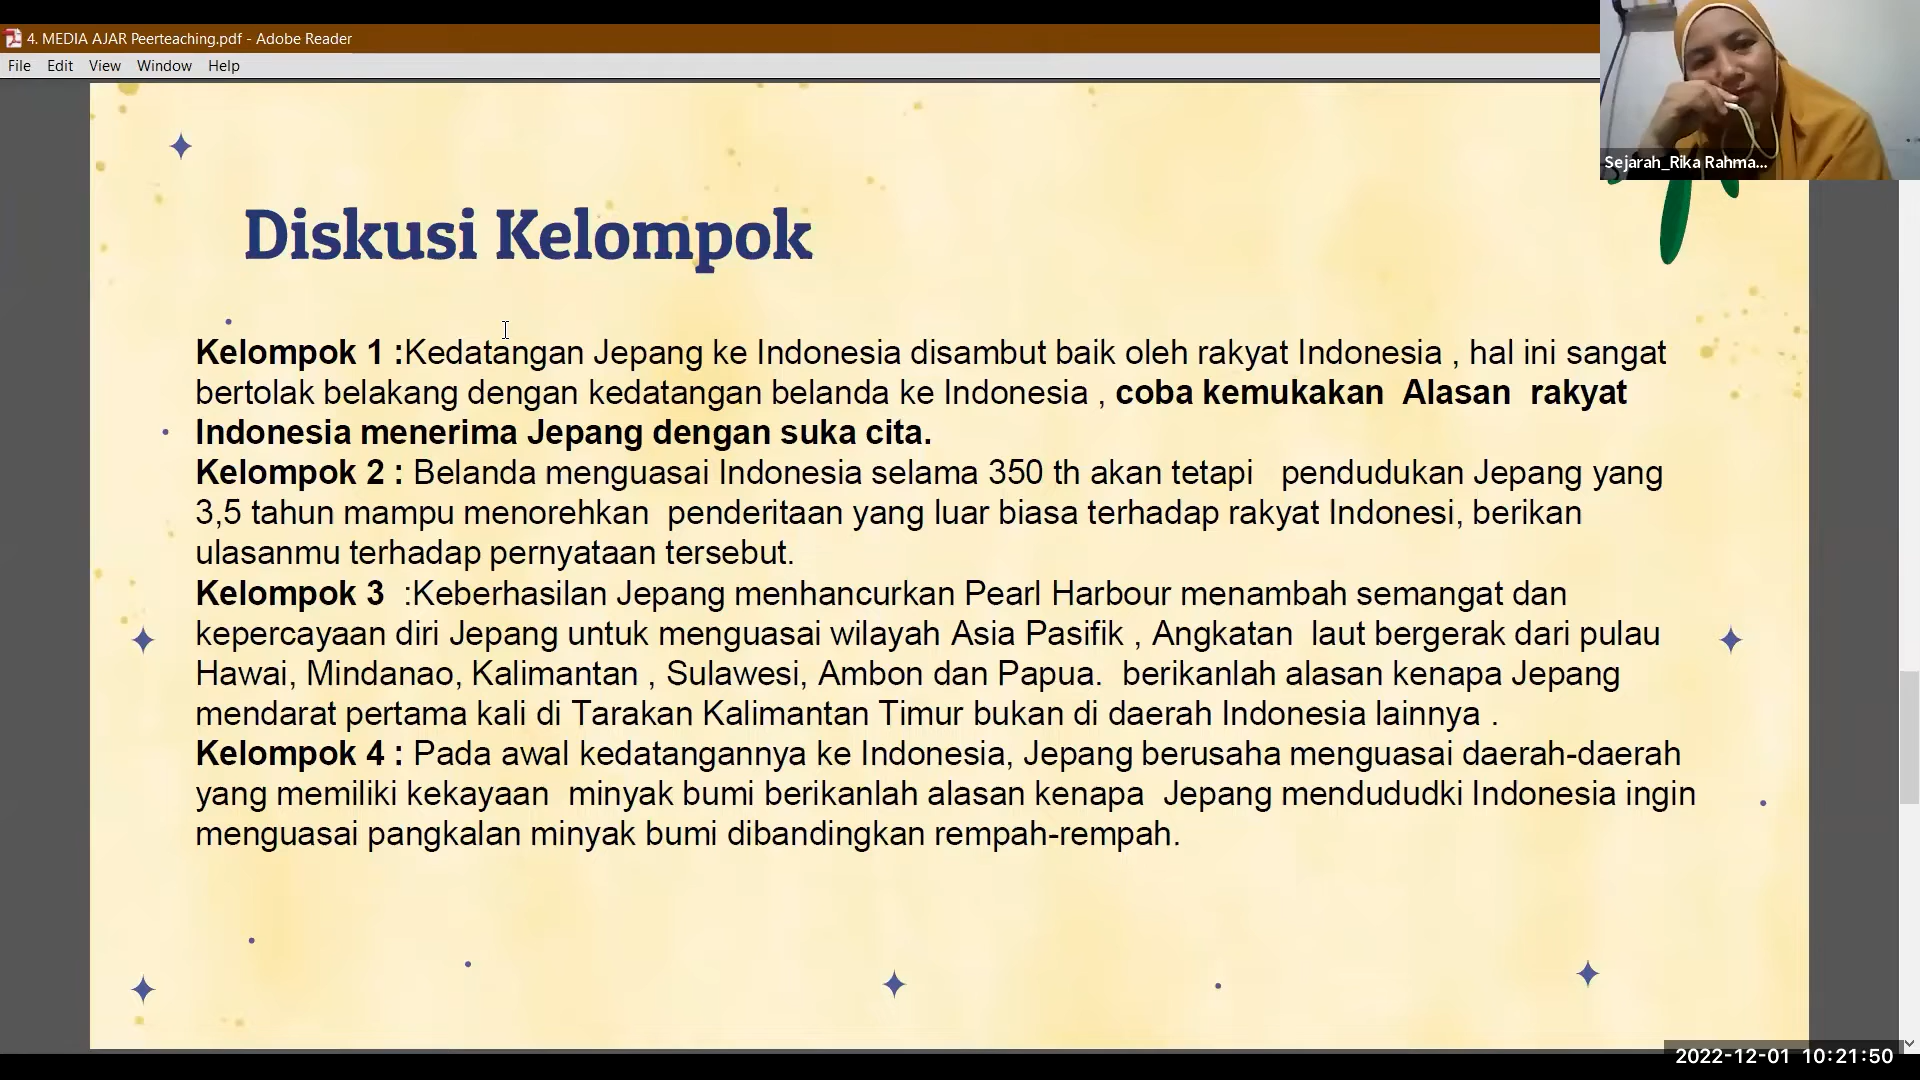 4. MEDIA AJAR Peerteaching.pdf - Adobe Reader
File Edit View Window Help
Sejarah_Rika Rahma...
Diskusi Kelompok
Kelompok 1 :Kedatangan Jepang ke Indonesia disambut baik oleh rakyat Indonesia , hal ini sangat
bertolak belakang dengan kedatangan belanda ke Indonesia , coba kemukakan Alasan rakyat
Indonesia menerima Jepang dengan suka cita.
Kelompok 2 : Belanda menguasai Indonesia selama 350 th akan tetapi pendudukan Jepang yang
3,5 tahun mampu menorehkan penderitaan yang luar biasa terhadap rakyat Indonesi, berikan
ulasanmu terhadap pernyataan tersebut.
Kelompok 3 :Keberhasilan Jepang menhancurkan Pearl Harbour menambah semangat dan
kepercayaan diri Jepang untuk menguasai wilayah Asia Pasifik , Angkatan laut bergerak dari pulau
Hawai, Mindanao, Kalimantan , Sulawesi, Ambon dan Papua. berikanlah alasan kenapa Jepang
mendarat pertama kali di Tarakan Kalimantan Timur bukan di daerah Indonesia lainnya .
Kelompok 4 : Pada awal kedatangannya ke Indonesia, Jepang berusaha menguasai daerah-daerah
yang memiliki kekayaan minyak bumi berikanlah alasan kenapa Jepang mendududki Indonesia ingin
menguasai pangkalan minyak bumi dibandingkan rempah-rempah.
2022-12-01 10:21:50